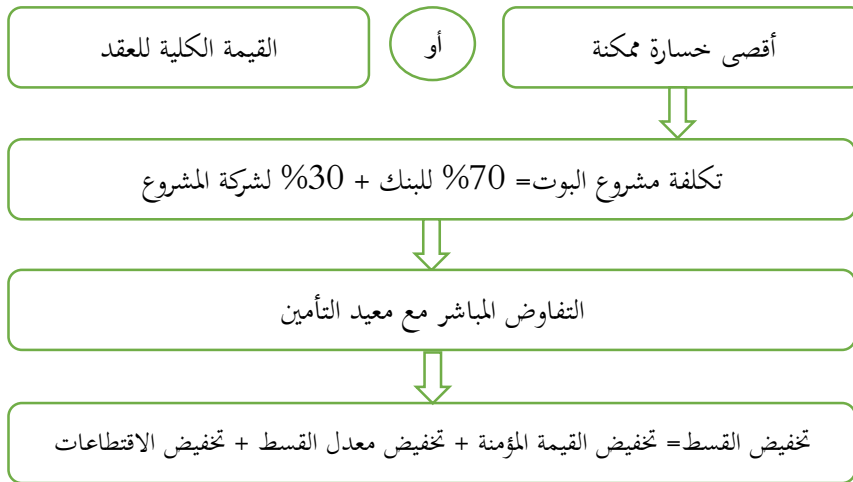 أقصى خسارة ممكنة
أو
القيمة الكلية للعقد
تكلفة مشروع البوت= 70% للبنك + 30% لشركة المشروع
التفاوض المباشر مع معيد التأمين
تخفيض القسط= تخفيض القيمة المؤمنة + تخفيض معدل القسط + تخفيض الاقتطاعات